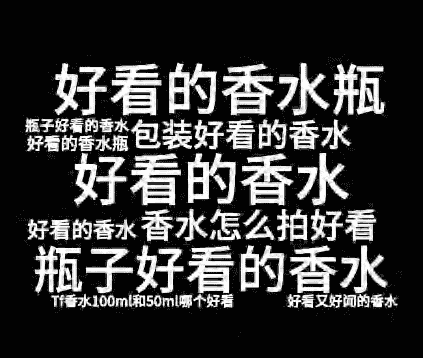 好看的香水瓶
瓶子好看的香水
好看的香水瓶
包装好看的香水
好看的香水
好看的香水
香水怎么拍好看
瓶子好看的香水
Tf香水100ml和50ml哪个好看
好看又好闻的香水